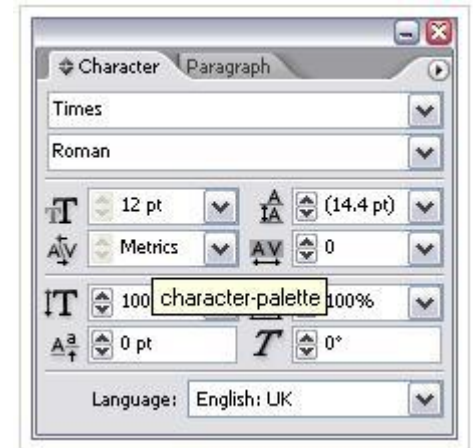 Character Paragraph
Times
Roman
12 pt (14.4 pt)
Metrics 0
100 character-palette 100%
0 pt 0°
Language: English: UK